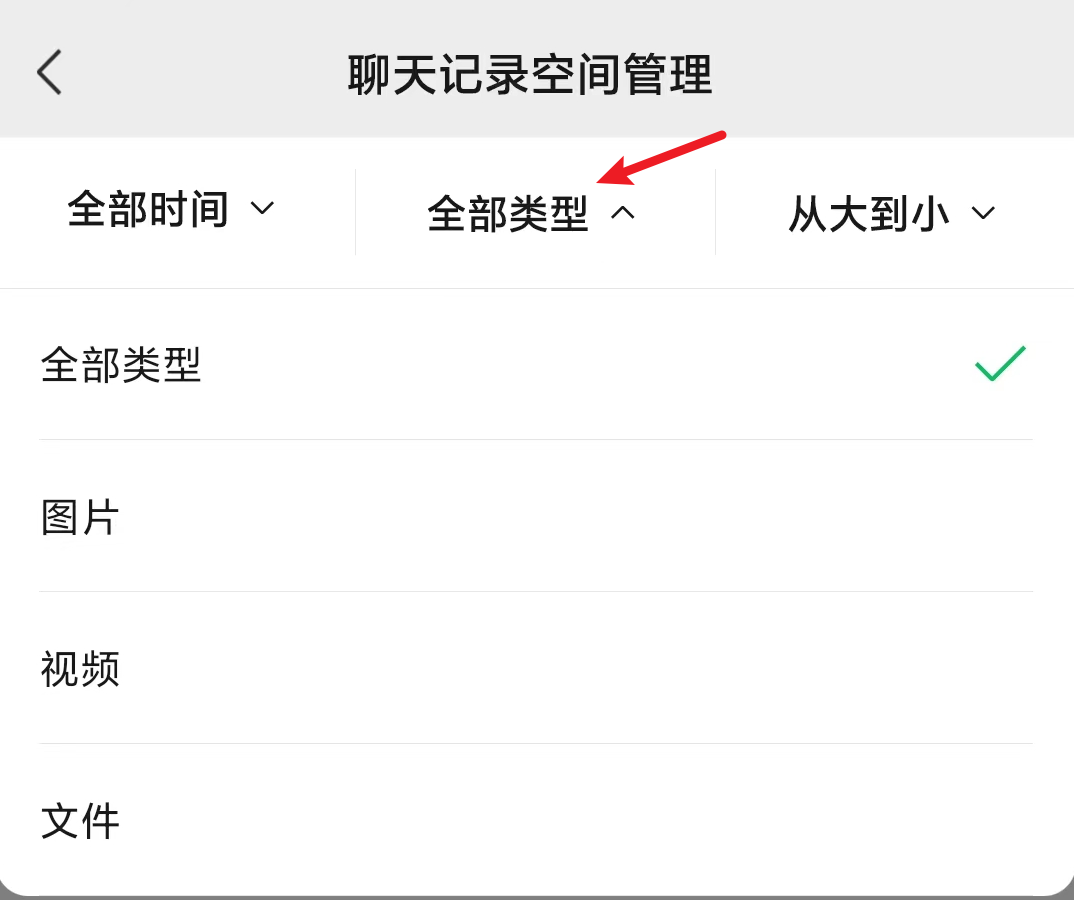 聊天记录空间管理
全部时间 全部类型 从大到小
全部类型
图片
视频
文件